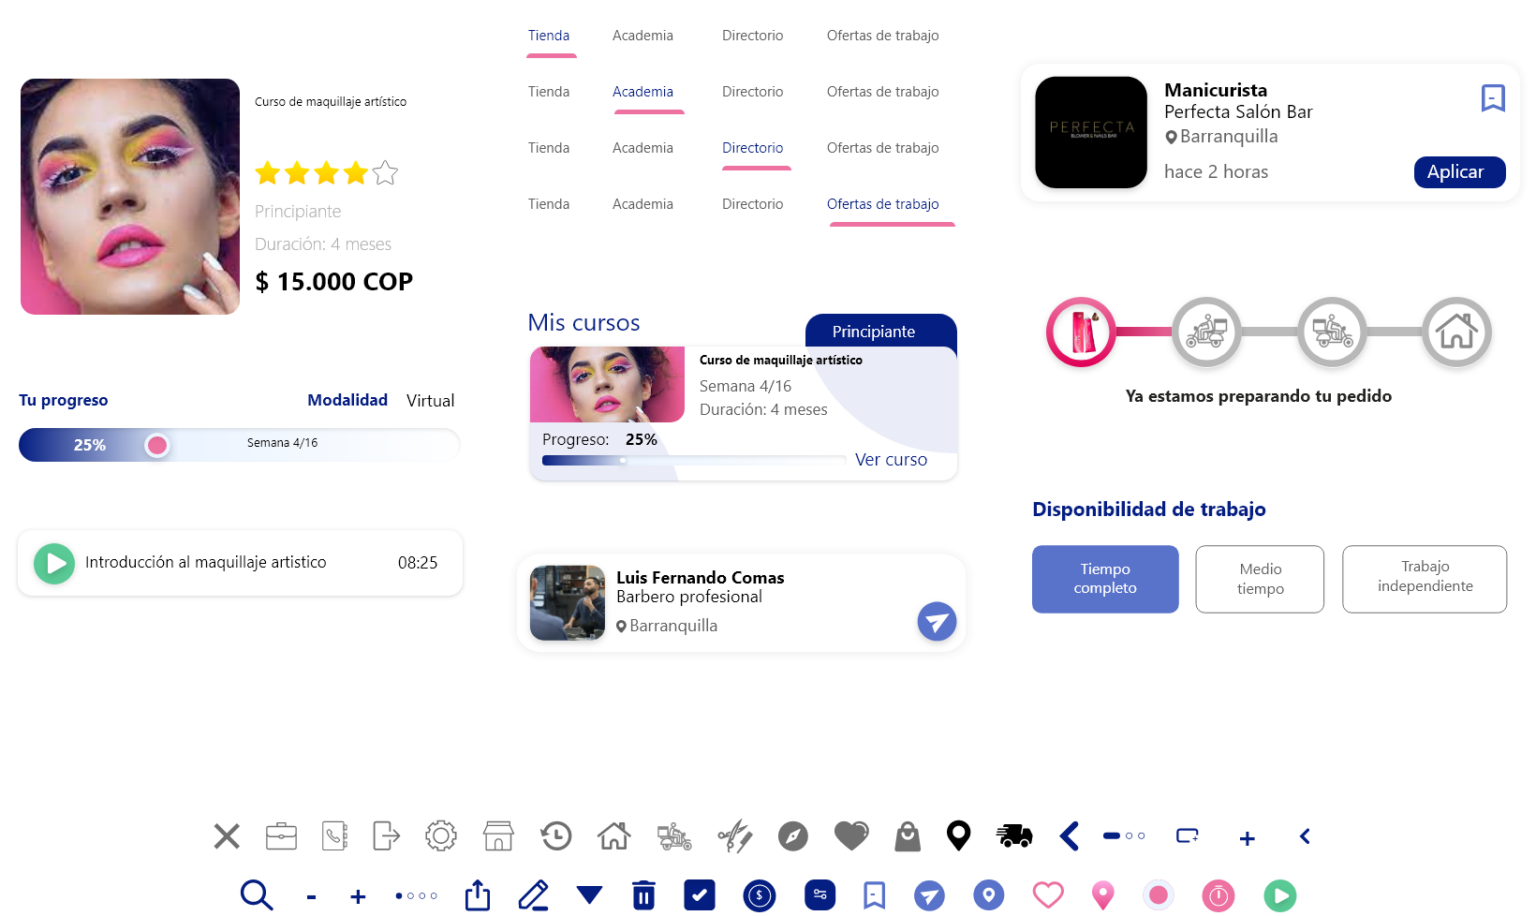 Curso de maquillaje artístico
Principiante
Duración: 4 meses
$ 15.000 COP
Tu progreso
Modalidad Virtual
25%
Semana 4/16
Introducción al maquillaje artistico 08:25
Tienda Academia Directorio Ofertas de trabajo
Tienda Academia Directorio Ofertas de trabajo
Tienda Academia Directorio Ofertas de trabajo
Tienda Academia Directorio Ofertas de trabajo
Mis cursos
Principiante
Curso de maquillaje artístico
Semana 4/16
Duración: 4 meses
Progreso: 25%
Ver curso
Luis Fernando Comas
Barbero profesional
Barranquilla
PERFECTA
BLOWER & NAILS BAR
Manicurista
Perfecta Salón Bar
Barranquilla
hace 2 horas
Aplicar
Ya estamos preparando tu pedido
Disponibilidad de trabajo
Tiempo
completo
Medio
tiempo
Trabajo
independiente